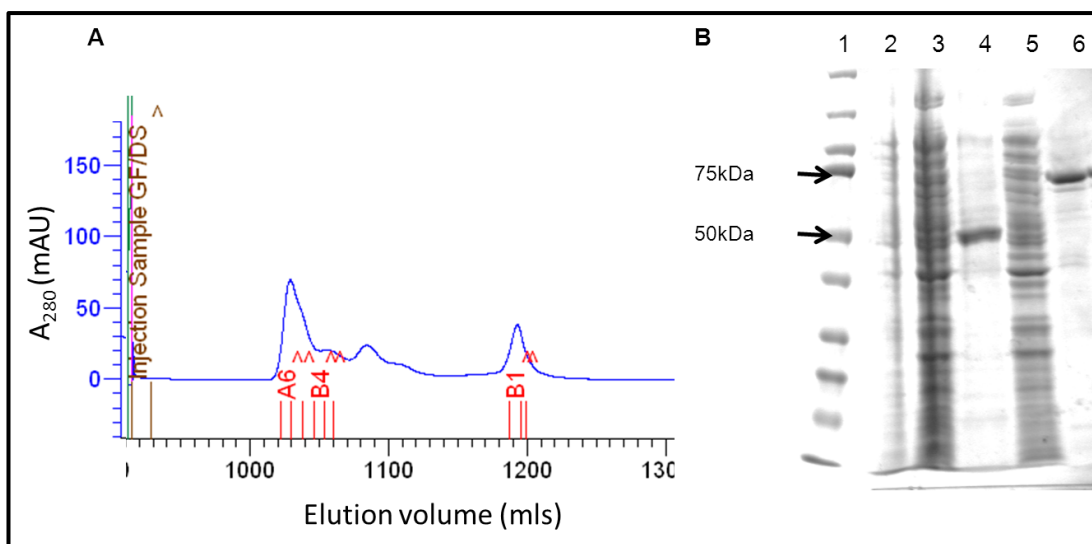 A
Injection Sample GF/DS
^
150
100
50
0
A280 (mAU)
^^ ^^ ^^
A6 B4 B1
0 1000 1100 1200 130
Elution volume (mls)
B
1 2 3 4 5 6
75kDa
50kDa